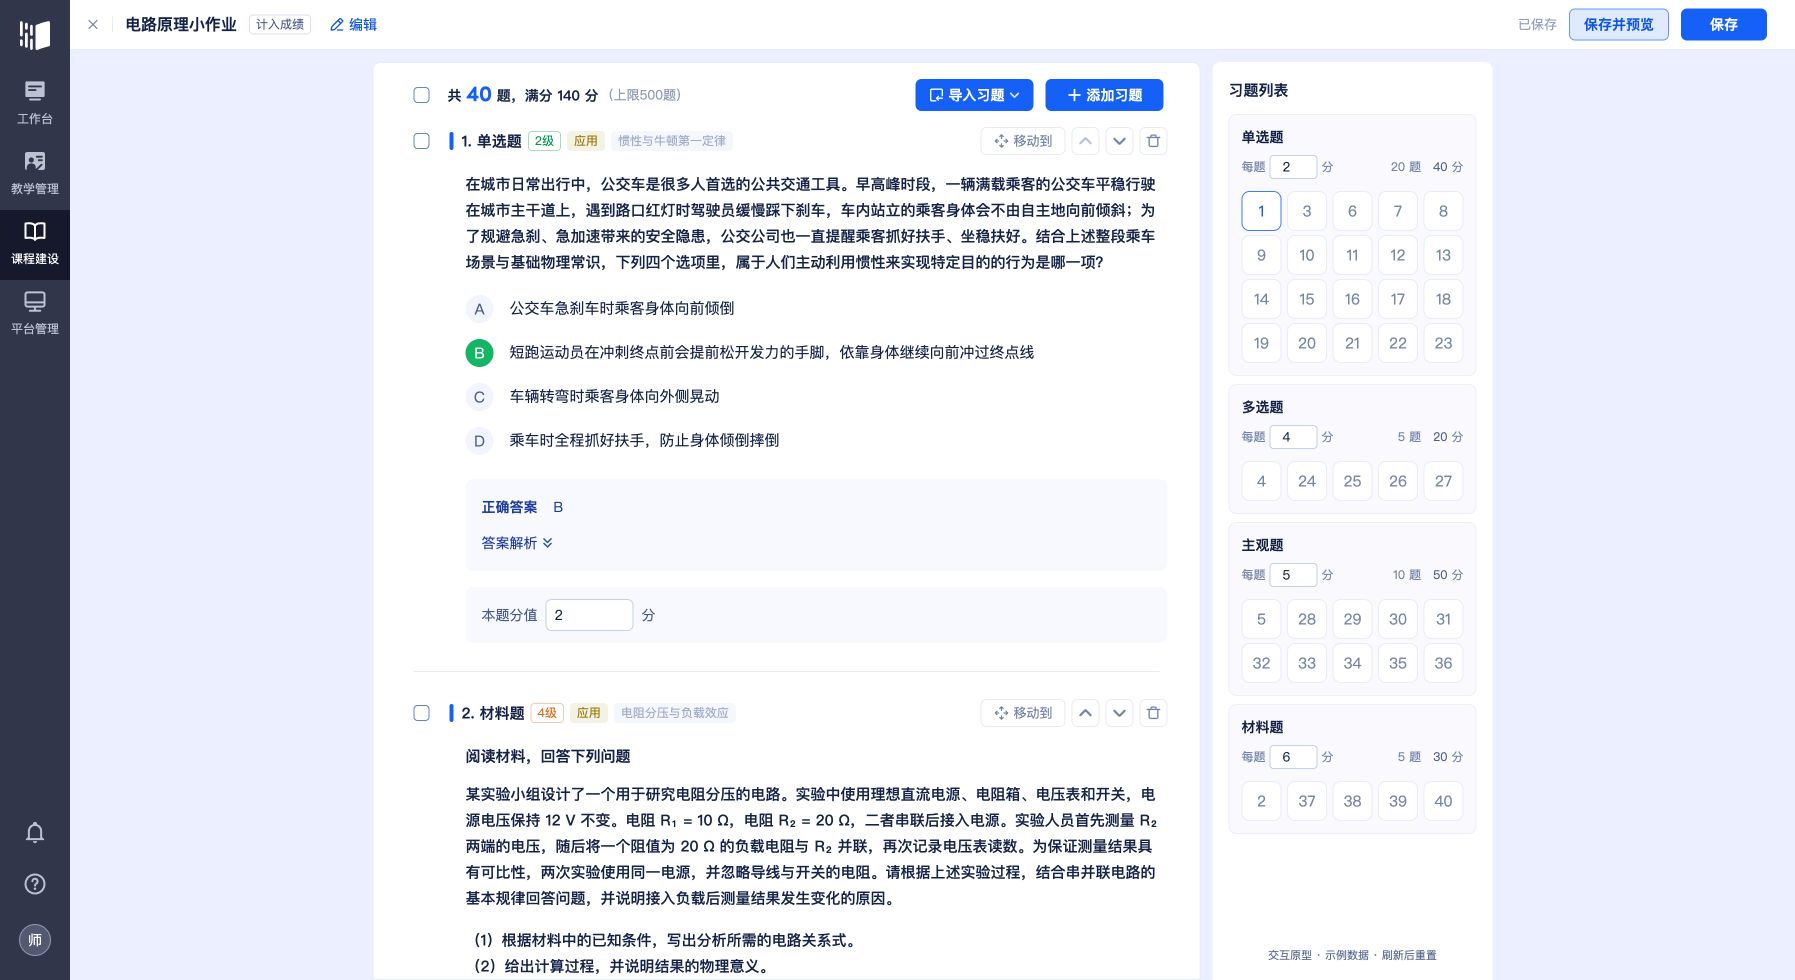 电路原理小作业 计入成绩 编辑 已保存 保存并预览 保存
工作台
教学管理
课程建设
平台管理
师
共 40 题，满分 140 分 （上限500题） 导入习题 添加习题
1. 单选题 2级 应用 惯性与牛顿第一定律 移动到
在城市日常出行中，公交车是很多人首选的公共交通工具。早高峰时段，一辆满载乘客的公交车平稳行驶
在城市主干道上，遇到路口红灯时驾驶员缓慢踩下刹车，车内站立的乘客身体会不由自主地向前倾斜；为
了规避急刹、急加速带来的安全隐患，公交公司也一直提醒乘客抓好扶手、坐稳扶好。结合上述整段乘车
场景与基础物理常识，下列四个选项里，属于人们主动利用惯性来实现特定目的的行为是哪一项？
A 公交车急刹车时乘客身体向前倾倒
B 短跑运动员在冲刺终点前会提前松开发力的手脚，依靠身体继续向前冲过终点线
C 车辆转弯时乘客身体向外侧晃动
D 乘车时全程抓好扶手，防止身体倾倒摔倒
正确答案 B
答案解析
本题分值 2 分
2. 材料题 4级 应用 电阻分压与负载效应 移动到
阅读材料，回答下列问题
某实验小组设计了一个用于研究电阻分压的电路。实验中使用理想直流电源、电阻箱、电压表和开关，电
源电压保持 12 V 不变。电阻 R₁ = 10 Ω，电阻 R₂ = 20 Ω，二者串联后接入电源。实验人员首先测量 R₂
两端的电压，随后将一个阻值为 20 Ω 的负载电阻与 R₂ 并联，再次记录电压表读数。为保证测量结果具
有可比性，两次实验使用同一电源，并忽略导线与开关的电阻。请根据上述实验过程，结合串并联电路的
基本规律回答问题，并说明接入负载后测量结果发生变化的原因。
（1）根据材料中的已知条件，写出分析所需的电路关系式。
（2）给出计算过程，并说明结果的物理意义。
习题列表
单选题
每题 2 分 20 题 40 分
1 3 6 7 8
9 10 11 12 13
14 15 16 17 18
19 20 21 22 23
多选题
每题 4 分 5 题 20 分
4 24 25 26 27
主观题
每题 5 分 10 题 50 分
5 28 29 30 31
32 33 34 35 36
材料题
每题 6 分 5 题 30 分
2 37 38 39 40
交互原型 · 示例数据 · 刷新后重置